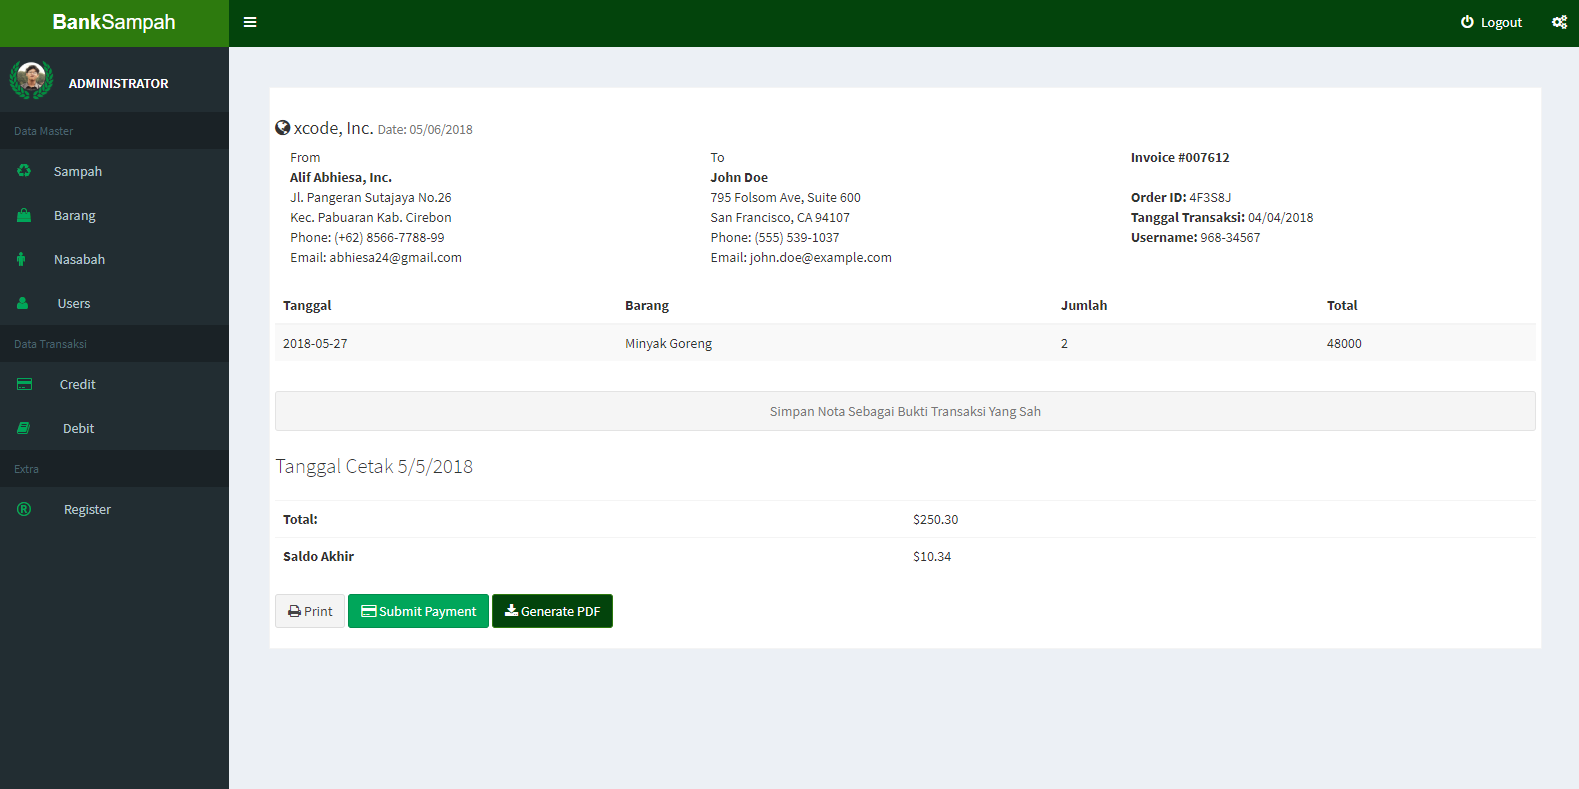 BankSampah
Logout
ADMINISTRATOR
Data Master
Sampah
Barang
Nasabah
Users
Data Transaksi
Credit
Debit
Extra
Register
xcode, Inc. Date: 05/06/2018
From
Alif Abhiesa, Inc.
Jl. Pangeran Sutajaya No.26
Kec. Pabuaran Kab. Cirebon
Phone: (+62) 8566-7788-99
Email: abhiesa24@gmail.com
To
John Doe
795 Folsom Ave, Suite 600
San Francisco, CA 94107
Phone: (555) 539-1037
Email: john.doe@example.com
Invoice #007612
Order ID: 4F3S8J
Tanggal Transaksi: 04/04/2018
Username: 968-34567
Tanggal Barang Jumlah Total
2018-05-27 Minyak Goreng 2 48000
Simpan Nota Sebagai Bukti Transaksi Yang Sah
Tanggal Cetak 5/5/2018
Total: $250.30
Saldo Akhir $10.34
Print Submit Payment Generate PDF